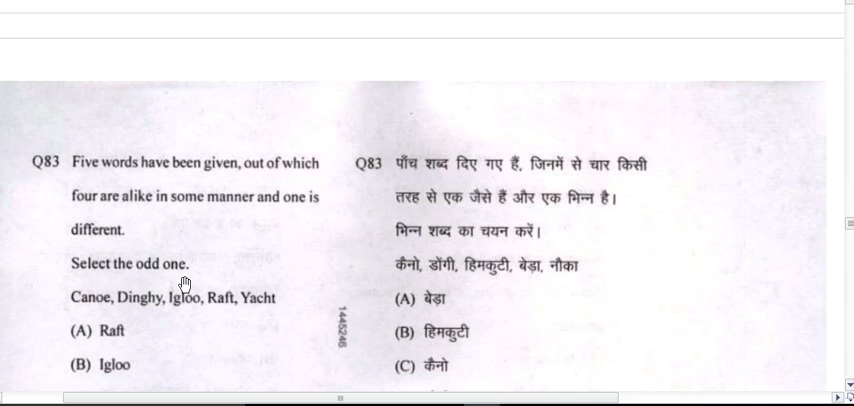 Q83 Five words have been given, out of which
four are alike in some manner and one is
different.
Select the odd one.
Canoe, Dinghy, Igloo, Raft, Yacht
(A) Raft
(B) Igloo
Q83 पाँच शब्द दिए गए हैं, जिनमें से चार किसी
तरह से एक जैसे हैं और एक भिन्न है।
भिन्न शब्द का चयन करें।
कैनो, डोंगी, हिमकुटी, बेड़ा, नौका
(A) बेड़ा
(B) हिमकुटी
(C) कैनो
1445246